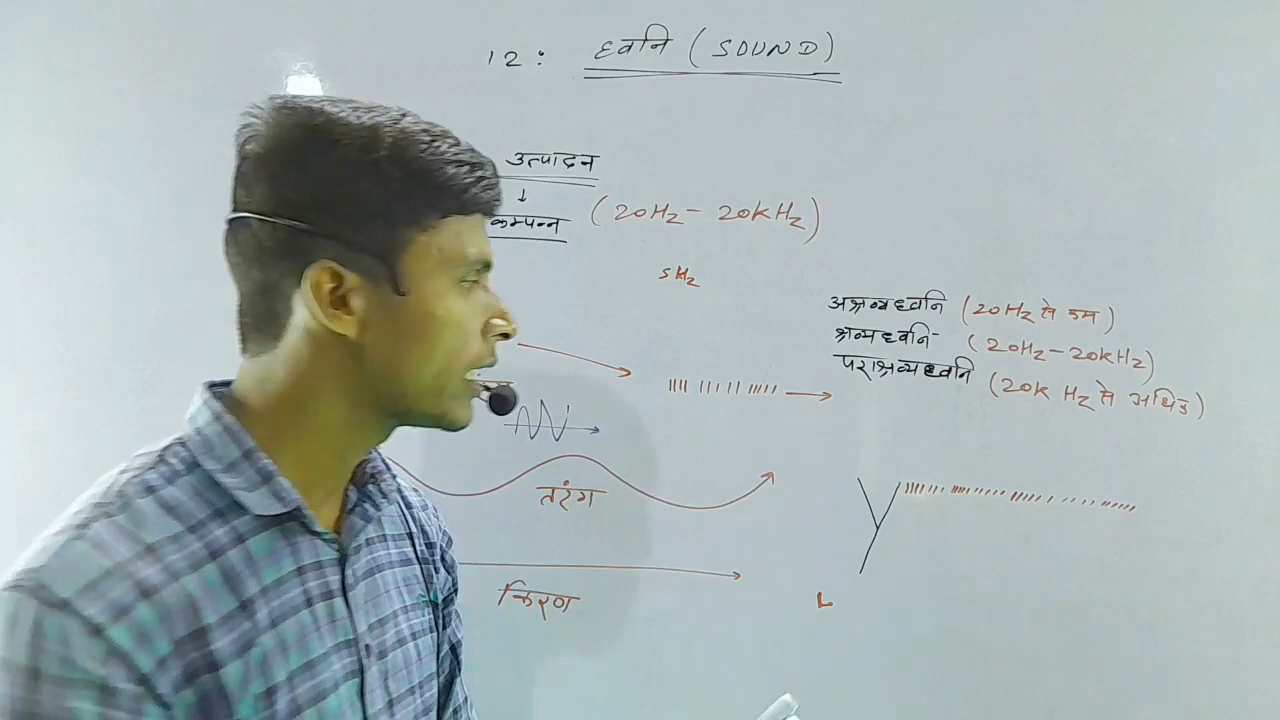 12: ध्वनि (SOUND)
उत्पादन
↓
कम्पन्न (20Hz - 20kHz)
5Hz
अश्रव्यध्वनि (20Hz से कम)
श्रव्यध्वनि- (20Hz-20kHz)
पराश्रव्यध्वनि (20k Hz से अधिक)
तरंग
किरण